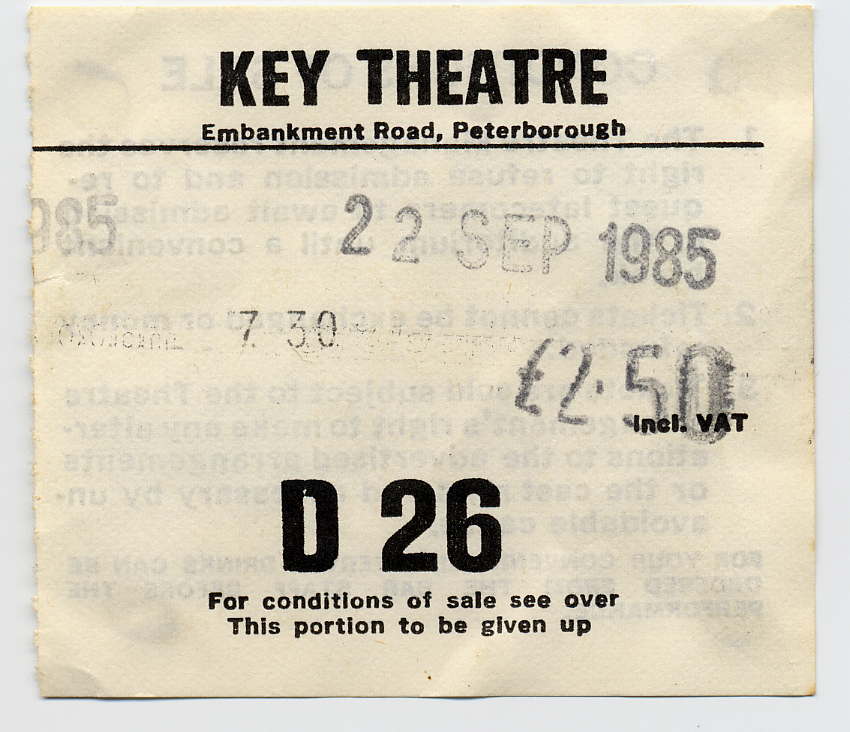 KEY THEATRE
Embankment Road, Peterborough
985 22 SEP 1985
7 30
£2.50
incl. VAT
D 26
For conditions of sale see over
This portion to be given up